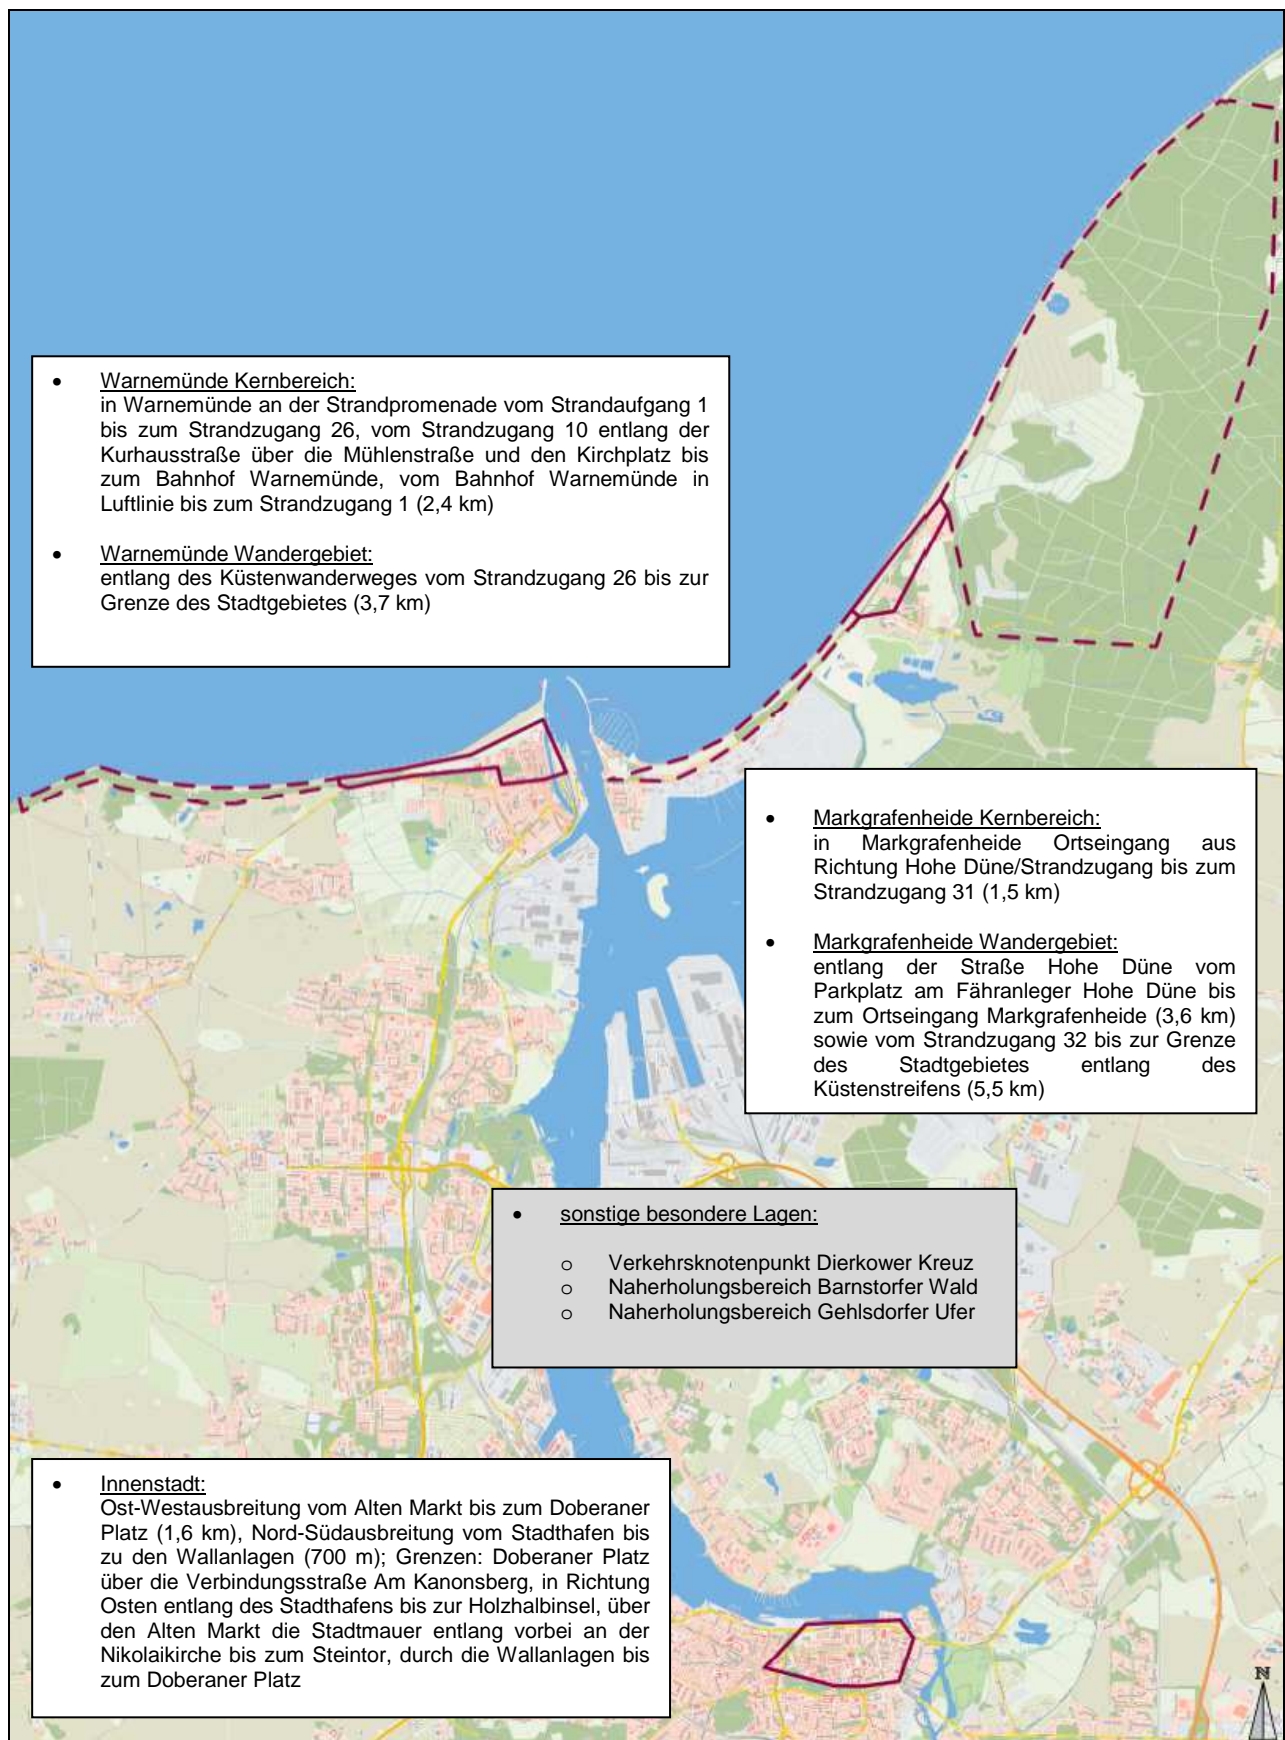 • Warnemünde Kernbereich:
in Warnemünde an der Strandpromenade vom Strandaufgang 1
bis zum Strandzugang 26, vom Strandzugang 10 entlang der
Kurhausstraße über die Mühlenstraße und den Kirchplatz bis
zum Bahnhof Warnemünde, vom Bahnhof Warnemünde in
Luftlinie bis zum Strandzugang 1 (2,4 km)
• Warnemünde Wandergebiet:
entlang des Küstenwanderweges vom Strandzugang 26 bis zur
Grenze des Stadtgebietes (3,7 km)
• Markgrafenheide Kernbereich:
in Markgrafenheide Ortseingang aus
Richtung Hohe Düne/Strandzugang bis zum
Strandzugang 31 (1,5 km)
• Markgrafenheide Wandergebiet:
entlang der Straße Hohe Düne vom
Parkplatz am Fähranleger Hohe Düne bis
zum Ortseingang Markgrafenheide (3,6 km)
sowie vom Strandzugang 32 bis zur Grenze
des Stadtgebietes entlang des
Küstenstreifens (5,5 km)
• sonstige besondere Lagen:
o Verkehrsknotenpunkt Dierkower Kreuz
o Naherholungsbereich Barnstorfer Wald
o Naherholungsbereich Gehlsdorfer Ufer
• Innenstadt:
Ost-Westausbreitung vom Alten Markt bis zum Doberaner
Platz (1,6 km), Nord-Südausbreitung vom Stadthafen bis
zu den Wallanlagen (700 m); Grenzen: Doberaner Platz
über die Verbindungsstraße Am Kanonsberg, in Richtung
Osten entlang des Stadthafens bis zur Holzhalbinsel, über
den Alten Markt die Stadtmauer entlang vorbei an der
Nikolaikirche bis zum Steintor, durch die Wallanlagen bis
zum Doberaner Platz
N